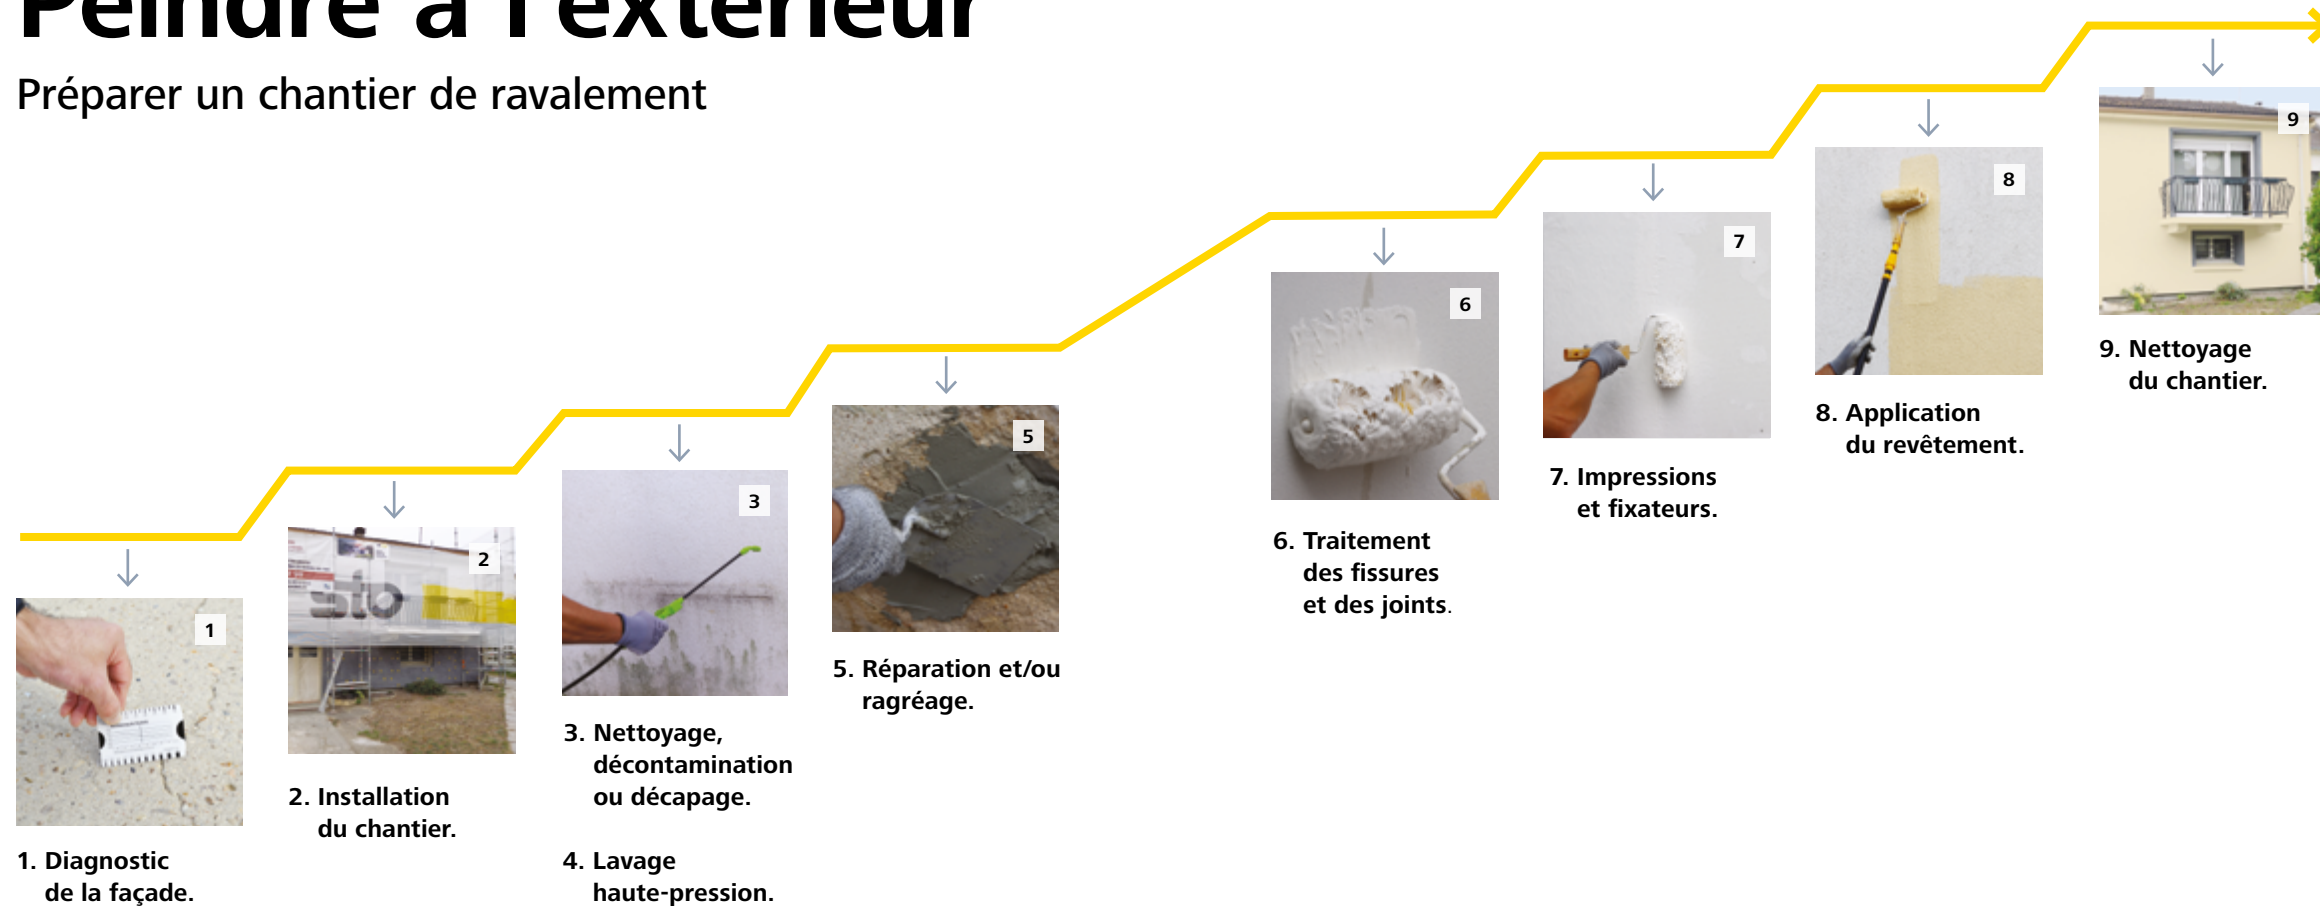 Peindre à l'extérieur
Préparer un chantier de ravalement
1
1. Diagnostic
de la façade.
2
sto
2. Installation
du chantier.
3
3. Nettoyage,
décontamination
ou décapage.
4. Lavage
haute-pression.
5
5. Réparation et/ou
ragréage.
6
6. Traitement
des fissures
et des joints.
7
7. Impressions
et fixateurs.
8
8. Application
du revêtement.
9
9. Nettoyage
du chantier.